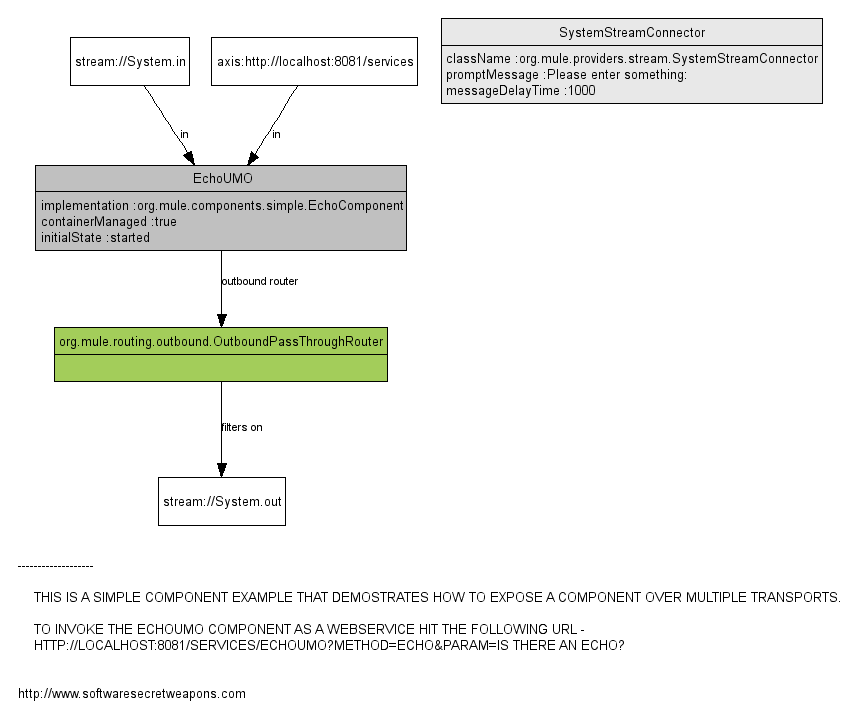 stream://System.in
axis:http://localhost:8081/services
SystemStreamConnector
className :org.mule.providers.stream.SystemStreamConnector
promptMessage :Please enter something:
messageDelayTime :1000
in
in
EchoUMO
implementation :org.mule.components.simple.EchoComponent
containerManaged :true
initialState :started
outbound router
org.mule.routing.outbound.OutboundPassThroughRouter
filters on
stream://System.out
-------------------
THIS IS A SIMPLE COMPONENT EXAMPLE THAT DEMOSTRATES HOW TO EXPOSE A COMPONENT OVER MULTIPLE TRANSPORTS.
TO INVOKE THE ECHOUMO COMPONENT AS A WEBSERVICE HIT THE FOLLOWING URL -
HTTP://LOCALHOST:8081/SERVICES/ECHOUMO?METHOD=ECHO&PARAM=IS THERE AN ECHO?
http://www.softwaresecretweapons.com